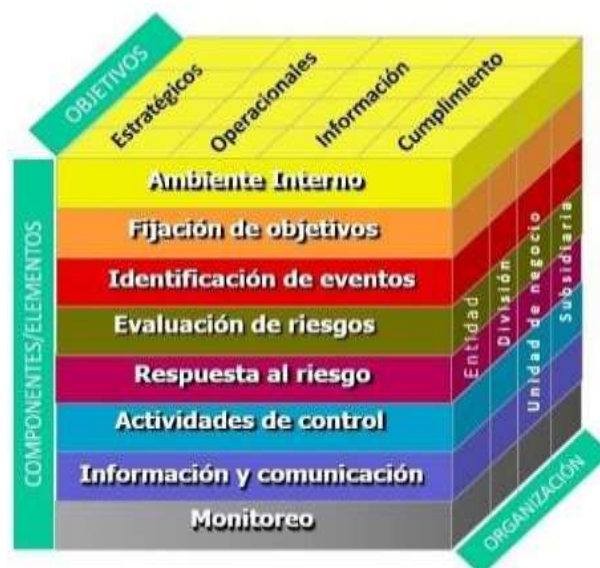 OBJETIVOS
Estratégicos
Operacionales
Información
Cumplimiento
COMPONENTES/ELEMENTOS
Ambiente Interno
Fijación de objetivos
Identificación de eventos
Evaluación de riesgos
Respuesta al riesgo
Actividades de control
Información y comunicación
Monitoreo
Entidad
División
Unidad de negocio
Subsidiaria
ORGANIZACIÓN